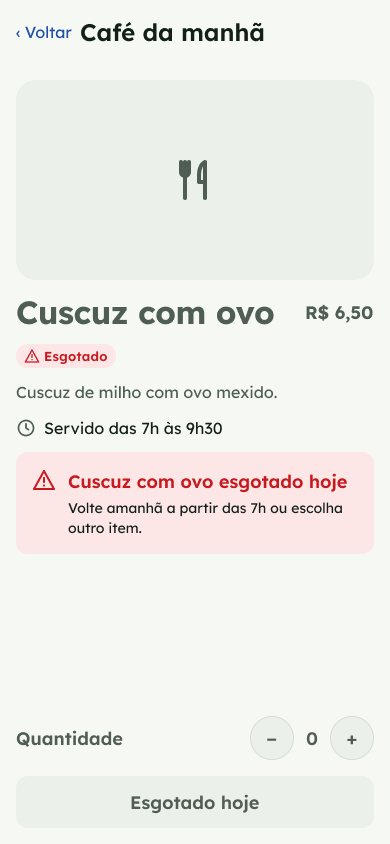 ‹ Voltar Café da manhã
Cuscuz com ovo R$ 6,50
Esgotado
Cuscuz de milho com ovo mexido.
Servido das 7h às 9h30
Cuscuz com ovo esgotado hoje
Volte amanhã a partir das 7h ou escolha
outro item.
Quantidade − 0 +
Esgotado hoje